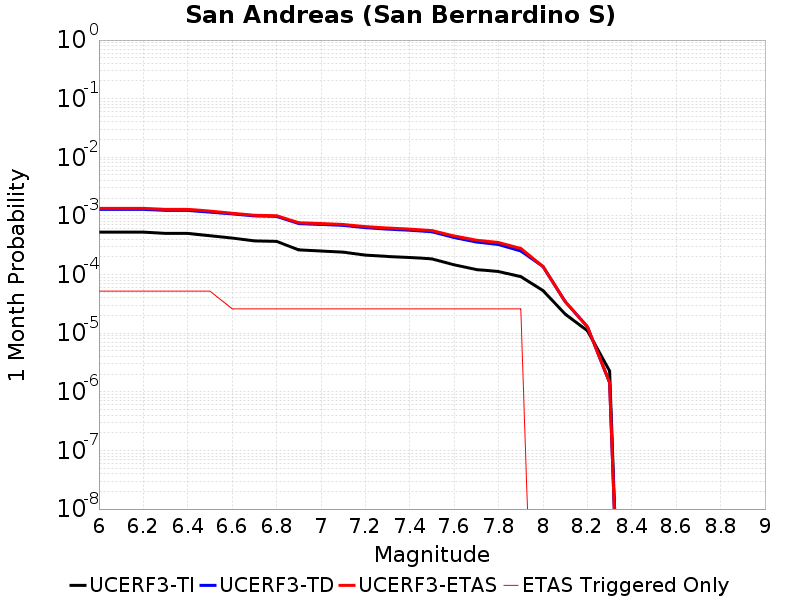 San Andreas (San Bernardino S)
1 Month Probability
10^0
10^-1
10^-2
10^-3
10^-4
10^-5
10^-6
10^-7
10^-8
6 6.2 6.4 6.6 6.8 7 7.2 7.4 7.6 7.8 8 8.2 8.4 8.6 8.8 9
Magnitude
UCERF3-TI UCERF3-TD UCERF3-ETAS ETAS Triggered Only